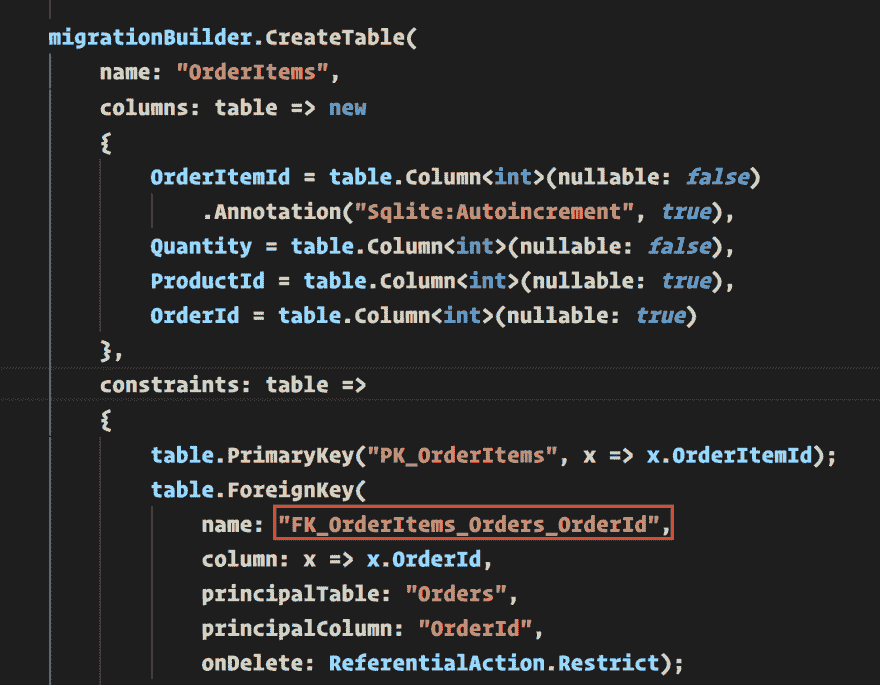 migrationBuilder.CreateTable(
name: "OrderItems",
columns: table => new
{
OrderItemId = table.Column<int>(nullable: false)
.Annotation("Sqlite:Autoincrement", true),
Quantity = table.Column<int>(nullable: false),
ProductId = table.Column<int>(nullable: true),
OrderId = table.Column<int>(nullable: true)
},
constraints: table =>
{
table.PrimaryKey("PK_OrderItems", x => x.OrderItemId);
table.ForeignKey(
name: "FK_OrderItems_Orders_OrderId",
column: x => x.OrderId,
principalTable: "Orders",
principalColumn: "OrderId",
onDelete: ReferentialAction.Restrict);